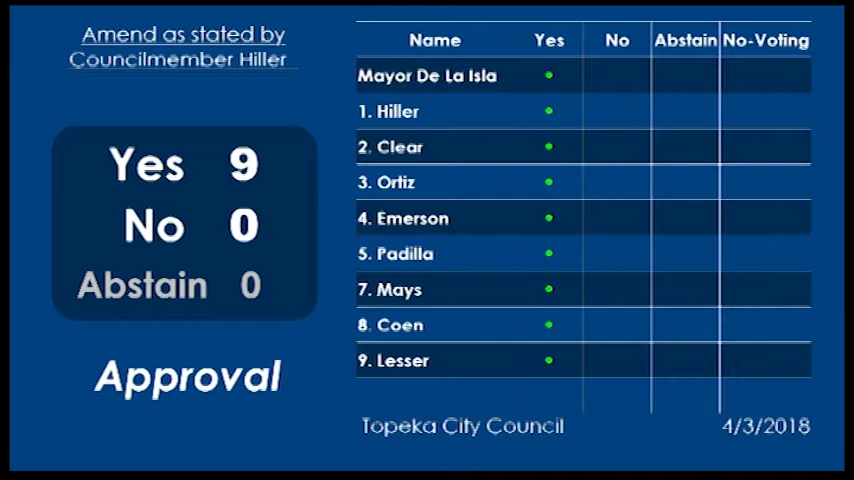 Amend as stated by
Councilmember Hiller
Yes 9
No 0
Abstain 0
Approval
Name Yes No Abstain No-Voting
Mayor De La Isla
1. Hiller
2. Clear
3. Ortiz
4. Emerson
5. Padilla
7. Mays
8. Coen
9. Lesser
Topeka City Council 4/3/2018